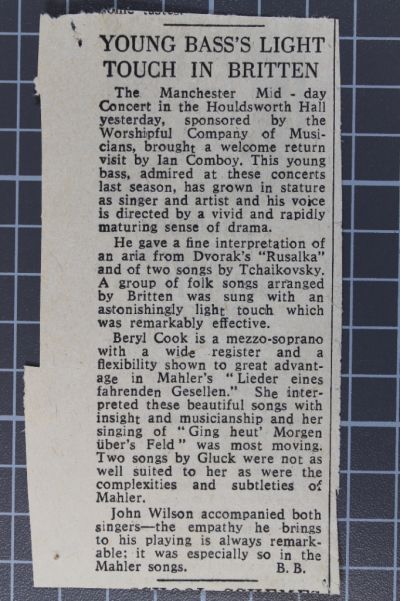 YOUNG BASS'S LIGHT
TOUCH IN BRITTEN
The Manchester Mid-day
Concert in the Houldsworth Hall
yesterday, sponsored by the
Worshipful Company of Musi-
cians, brought a welcome return
visit by Ian Comboy. This young
bass, admired at these concerts
last season, has grown in stature
as singer and artist and his voice
is directed by a vivid and rapidly
maturing sense of drama.
He gave a fine interpretation of
an aria from Dvorak's "Rusalka"
and of two songs by Tchaikovsky.
A group of folk songs arranged
by Britten was sung with an
astonishingly light touch which
was remarkably effective.
Beryl Cook is a mezzo-soprano
with a wide register and a
flexibility shown to great advant-
age in Mahler's "Lieder eines
fahrenden Gesellen." She inter-
preted these beautiful songs with
insight and musicianship and her
singing of "Ging heut' Morgen
über's Feld" was most moving.
Two songs by Gluck were not as
well suited to her as were the
complexities and subtleties of
Mahler.
John Wilson accompanied both
singers—the empathy he brings
to his playing is always remark-
able; it was especially so in the
Mahler songs. B. B.